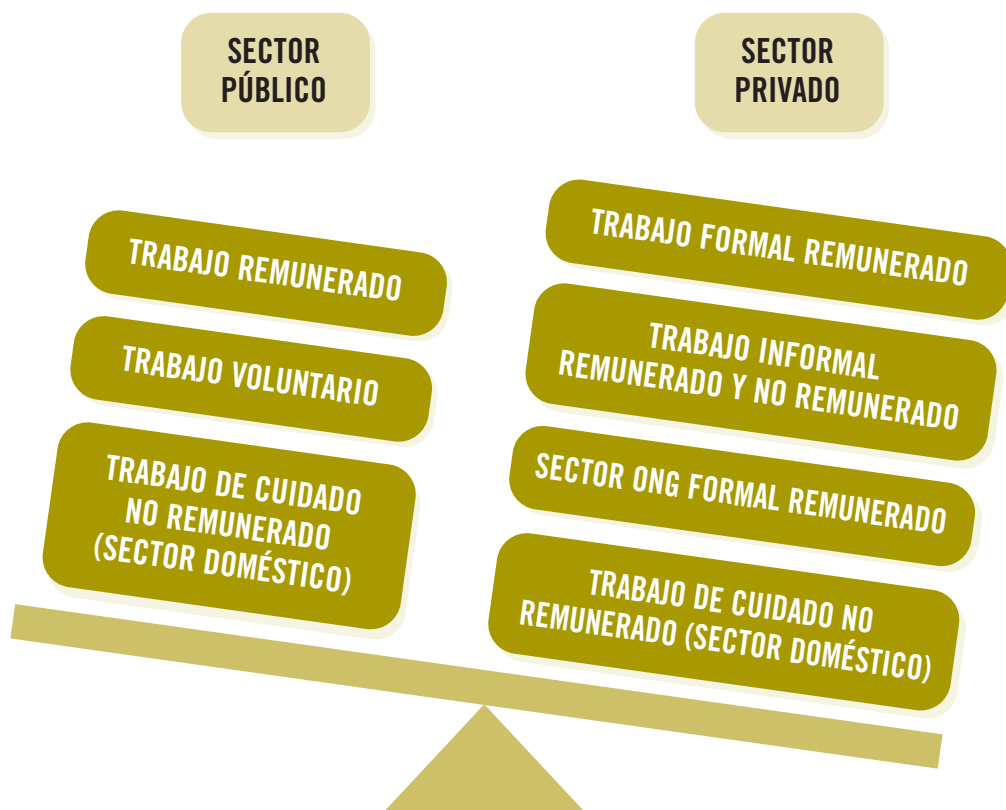 SECTOR
PÚBLICO
TRABAJO REMUNERADO
TRABAJO VOLUNTARIO
TRABAJO DE CUIDADO
NO REMUNERADO
(SECTOR DOMÉSTICO)
SECTOR
PRIVADO
TRABAJO FORMAL REMUNERADO
TRABAJO INFORMAL
REMUNERADO Y NO REMUNERADO
SECTOR ONG FORMAL REMUNERADO
TRABAJO DE CUIDADO NO
REMUNERADO (SECTOR DOMÉSTICO)